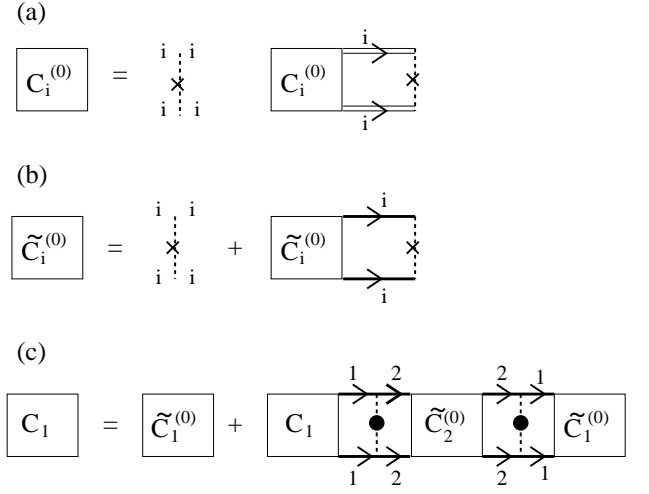 (a)
i i i
C_i^(0) = C_i^(0)
i i i
(b)
i i i
C̃_i^(0) = + C̃_i^(0)
i i i
(c)
1 2 2 1
C_1 = C̃_1^(0) + C_1 C̃_2^(0) C̃_1^(0)
1 2 2 1